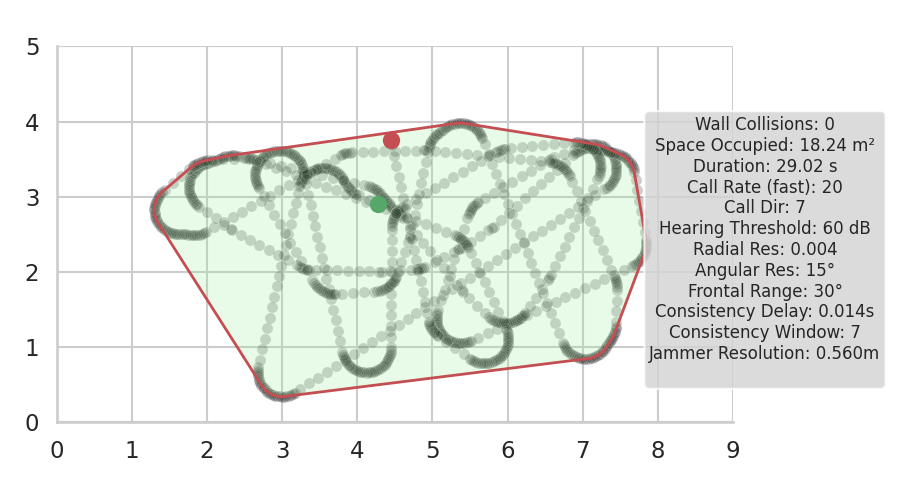 5
4
3
2
1
0
0 1 2 3 4 5 6 7 8 9
Wall Collisions: 0
Space Occupied: 18.24 m²
Duration: 29.02 s
Call Rate (fast): 20
Call Dir: 7
Hearing Threshold: 60 dB
Radial Res: 0.004
Angular Res: 15°
Frontal Range: 30°
Consistency Delay: 0.014s
Consistency Window: 7
Jammer Resolution: 0.560m